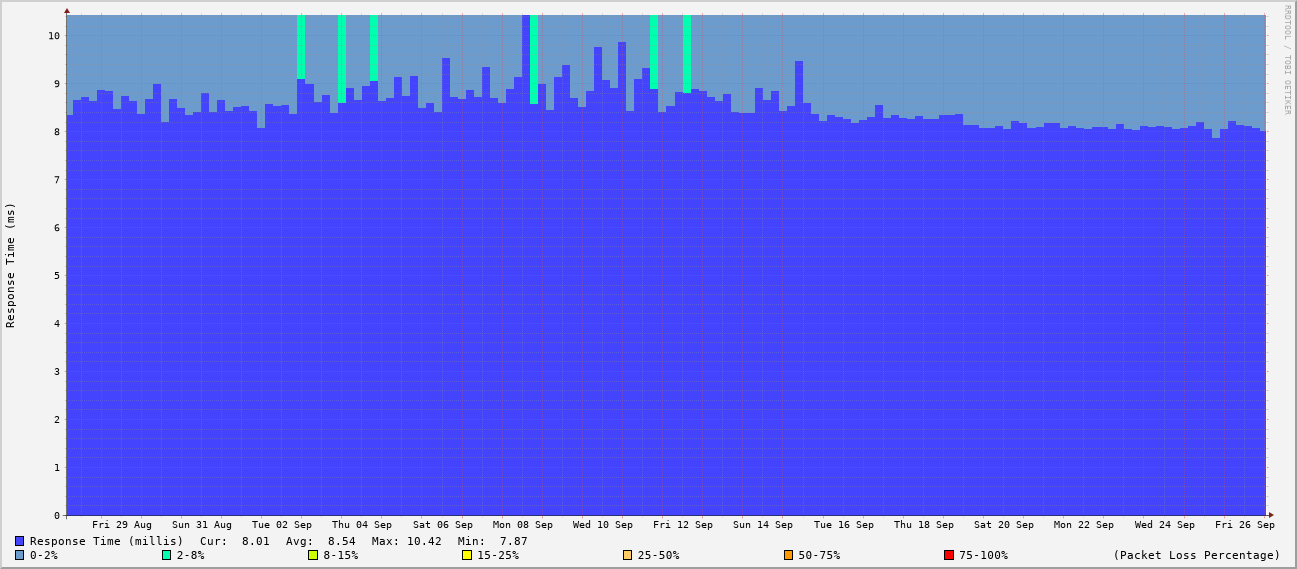 RRDTOOL / TOBI OETIKER
Response Time (ms)
10
9
8
7
6
5
4
3
2
1
0
Fri 29 Aug Sun 31 Aug Tue 02 Sep Thu 04 Sep Sat 06 Sep Mon 08 Sep Wed 10 Sep Fri 12 Sep Sun 14 Sep Tue 16 Sep Thu 18 Sep Sat 20 Sep Mon 22 Sep Wed 24 Sep Fri 26 Sep
Response Time (millis) Cur: 8.01 Avg: 8.54 Max: 10.42 Min: 7.87
0-2% 2-8% 8-15% 15-25% 25-50% 50-75% 75-100% (Packet Loss Percentage)